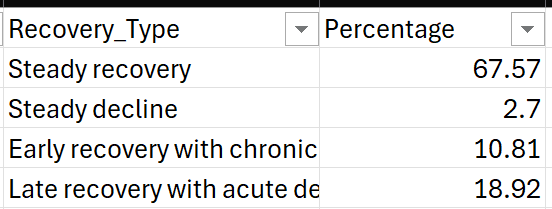 Recovery_Type Percentage
Steady recovery 67.57
Steady decline 2.7
Early recovery with chronic 10.81
Late recovery with acute de 18.92